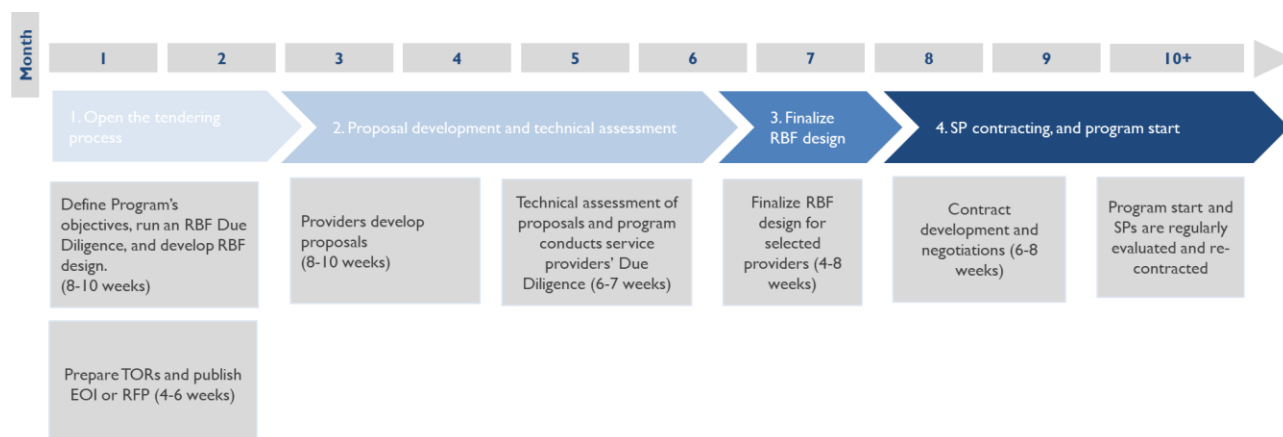 Month
1
2
3
4
5
6
7
8
9
10+
1. Open the tendering
process
2. Proposal development and technical assessment
3. Finalize
RBF design
4. SP contracting, and program start
Define Program's
objectives, run an RBF Due
Diligence, and develop RBF
design.
(8-10 weeks)
Providers develop
proposals
(8-10 weeks)
Technical assessment of
proposals and program
conducts service
providers' Due
Diligence (6-7 weeks)
Finalize RBF
design for
selected
providers (4-8
weeks)
Contract
development and
negotiations (6-8
weeks)
Program start and
SPs are regularly
evaluated and re-
contracted
Prepare TORs and publish
EOI or RFP (4-6 weeks)